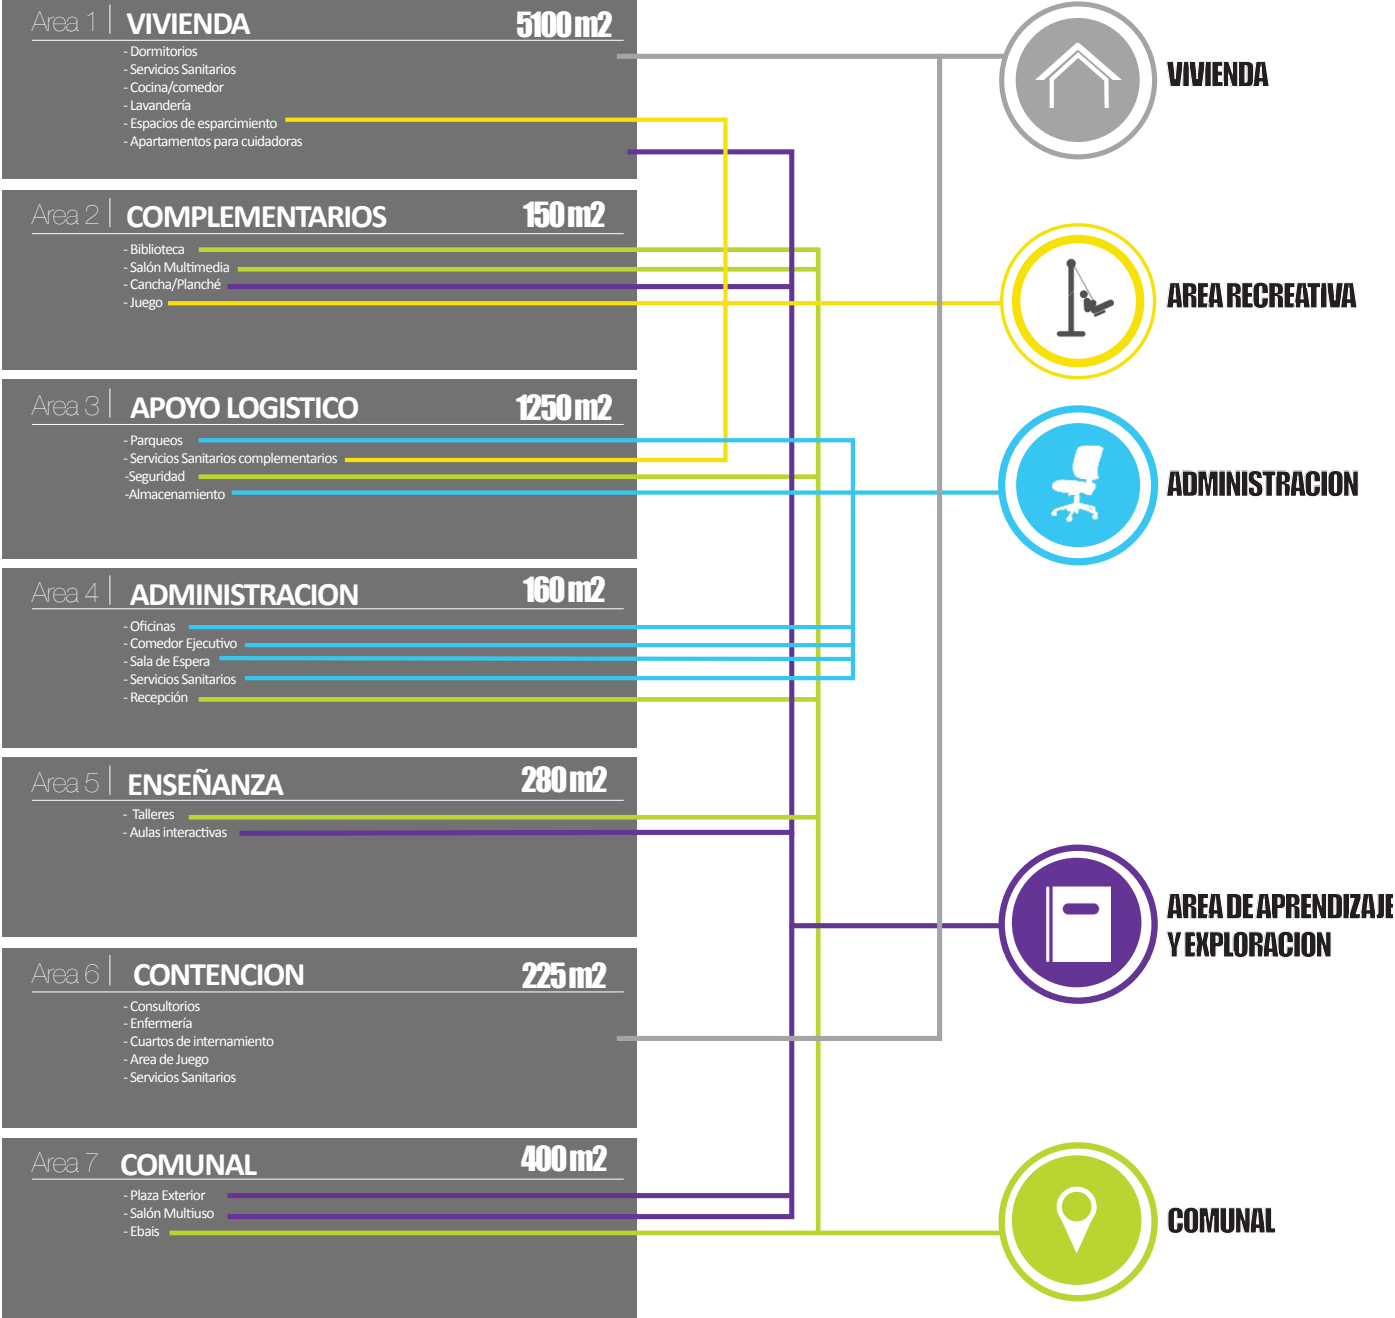 Area 1 VIVIENDA 5100 m2
- Dormitorios
- Servicios Sanitarios
- Cocina/comedor
- Lavandería
- Espacios de esparcimiento
- Apartamentos para cuidadoras
Area 2 COMPLEMENTARIOS 150 m2
- Biblioteca
- Salón Multimedia
- Cancha/Planché
- Juego
Area 3 APOYO LOGISTICO 1250 m2
- Parqueos
- Servicios Sanitarios complementarios
-Seguridad
-Almacenamiento
Area 4 ADMINISTRACION 160 m2
- Oficinas
- Comedor Ejecutivo
- Sala de Espera
- Servicios Sanitarios
- Recepción
Area 5 ENSEÑANZA 280 m2
- Talleres
- Aulas interactivas
Area 6 CONTENCION 225 m2
- Consultorios
- Enfermería
- Cuartos de internamiento
- Area de Juego
- Servicios Sanitarios
Area 7 COMUNAL 400 m2
- Plaza Exterior
- Salón Multiuso
- Ebais
VIVIENDA
AREA RECREATIVA
ADMINISTRACION
AREA DE APRENDIZAJE
Y EXPLORACION
COMUNAL